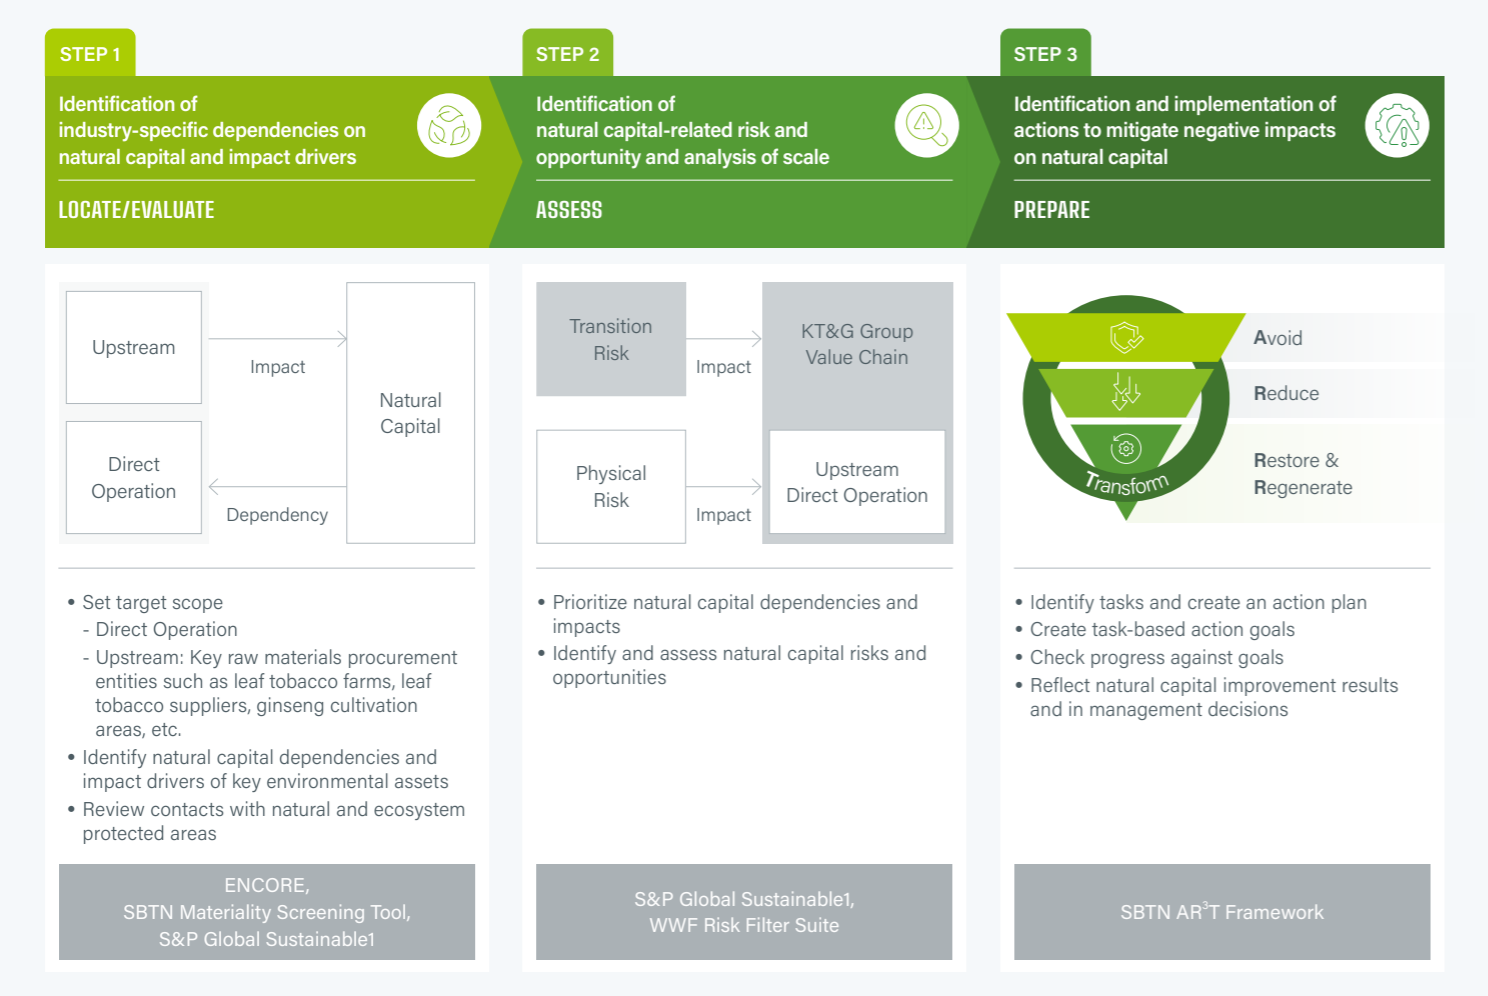 STEP 1
Identification of
industry-specific dependencies on
natural capital and impact drivers
LOCATE/EVALUATE
Upstream
Direct
Operation
Impact
Dependency
Natural
Capital
• Set target scope
- Direct Operation
- Upstream: Key raw materials procurement
entities such as leaf tobacco farms, leaf
tobacco suppliers, ginseng cultivation
areas, etc.
• Identify natural capital dependencies and
impact drivers of key environmental assets
• Review contacts with natural and ecosystem
protected areas
ENCORE,
SBTN Materiality Screening Tool,
S&P Global Sustainable1
STEP 2
Identification of
natural capital-related risk and
opportunity and analysis of scale
ASSESS
Transition
Risk
Impact
KT&G Group
Value Chain
Physical
Risk
Impact
Upstream
Direct Operation
• Prioritize natural capital dependencies and
impacts
• Identify and assess natural capital risks and
opportunities
S&P Global Sustainable1,
WWF Risk Filter Suite
STEP 3
Identification and implementation of
actions to mitigate negative impacts
on natural capital
PREPARE
Avoid
Reduce
Restore &
Regenerate
Transform
• Identify tasks and create an action plan
• Create task-based action goals
• Check progress against goals
• Reflect natural capital improvement results
and in management decisions
SBTN AR³T Framework